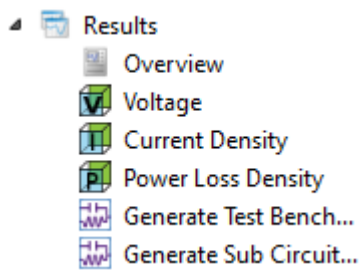 Results
Overview
V Voltage
I Current Density
P Power Loss Density
Generate Test Bench...
Generate Sub Circuit...